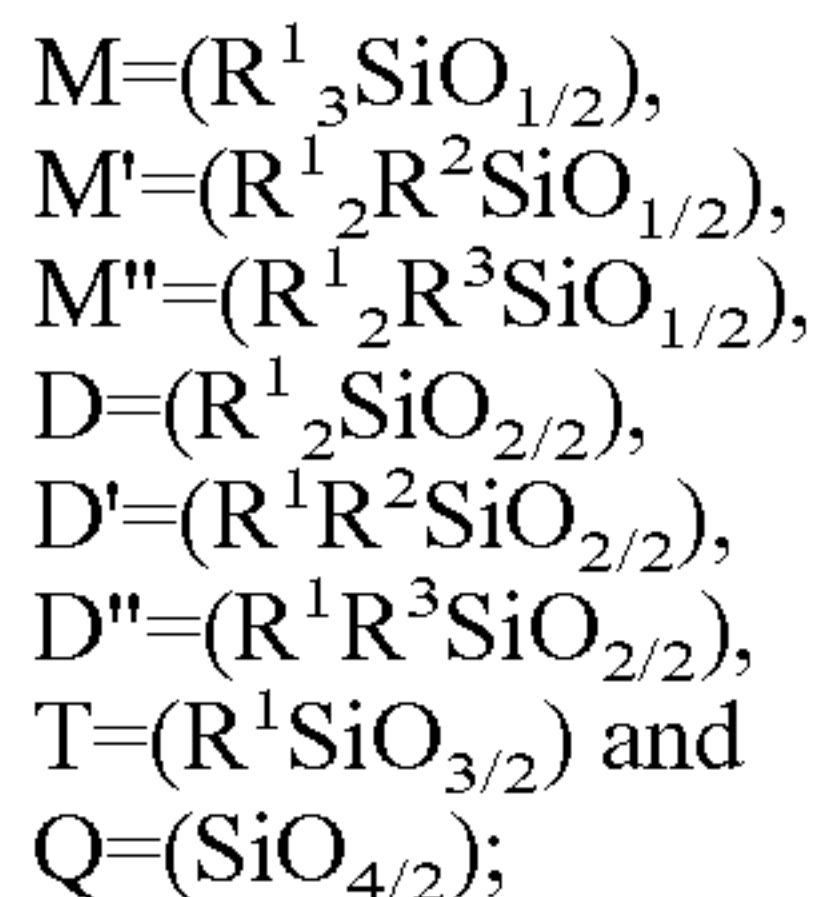 M=(R¹₃SiO₁/₂),
M'=(R¹₂R²SiO₁/₂),
M"=(R¹₂R³SiO₁/₂),
D=(R¹₂SiO₂/₂),
D'=(R¹R²SiO₂/₂),
D"=(R¹R³SiO₂/₂),
T=(R¹SiO₃/₂) and
Q=(SiO₄/₂);